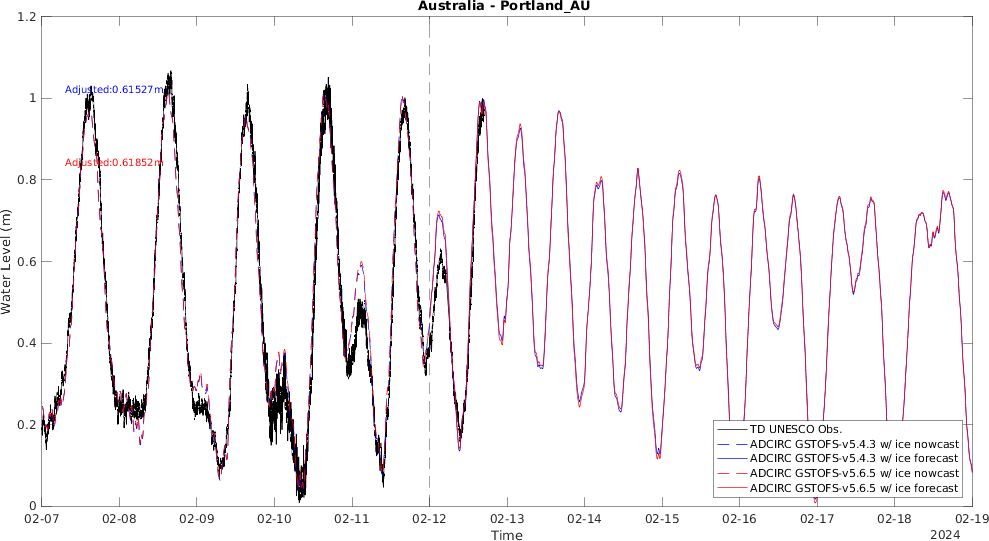 Australia - Portland_AU
1.2
1
0.8
0.6
0.4
0.2
0
Water Level (m)
Adjusted:0.61527m
Adjusted:0.61852m
TD UNESCO Obs.
ADCIRC GSTOFS-v5.4.3 w/ ice nowcast
ADCIRC GSTOFS-v5.4.3 w/ ice forecast
ADCIRC GSTOFS-v5.6.5 w/ ice nowcast
ADCIRC GSTOFS-v5.6.5 w/ ice forecast
02-07 02-08 02-09 02-10 02-11 02-12 02-13 02-14 02-15 02-16 02-17 02-18 02-19
Time
2024